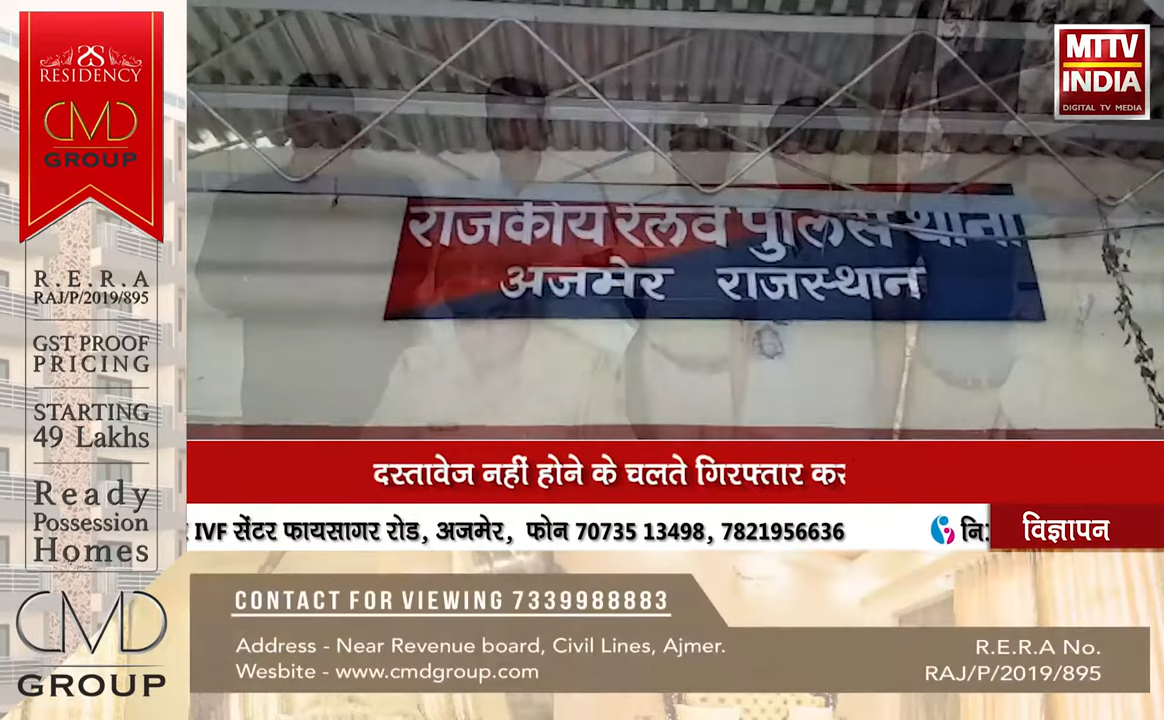 RESIDENCY
CMD
GROUP
R.E.R.A
RAJ/P/2019/895
GST PROOF
PRICING
STARTING
49 Lakhs
Ready
Possession
Homes
CMD
GROUP
MTTV
INDIA
DIGITAL TV MEDIA
राजकीय रेलवे पुलिस थाना
अजमेर राजस्थान
दस्तावेज नहीं होने के चलते गिरफ्तार कर
IVF सेंटर फायसागर रोड, अजमेर, फोन 70735 13498, 7821956636
नि:
विज्ञापन
CONTACT FOR VIEWING 7339988883
Address - Near Revenue board, Civil Lines, Ajmer.
Wesbite - www.cmdgroup.com
R.E.R.A No.
RAJ/P/2019/895